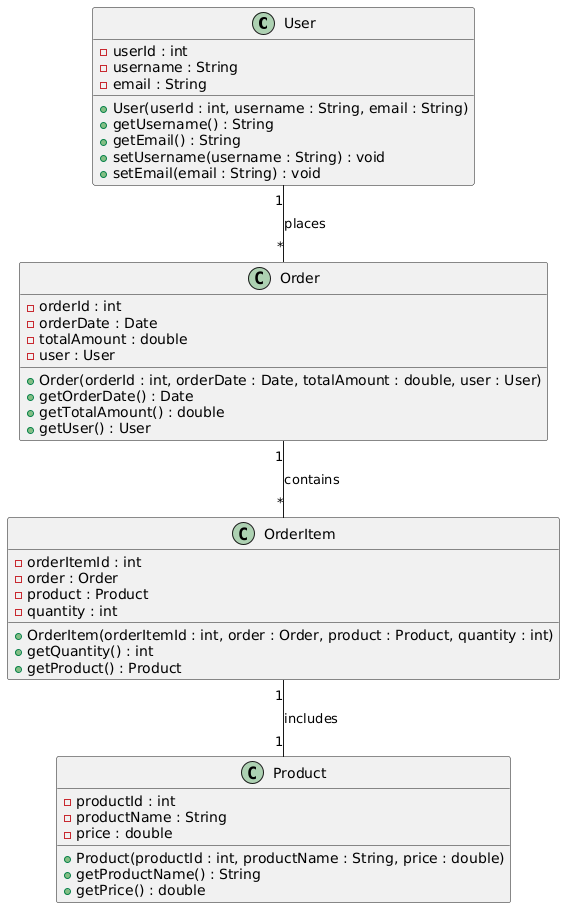 C User
userId : int
username : String
email : String
User(userId : int, username : String, email : String)
getUsername() : String
getEmail() : String
setUsername(username : String) : void
setEmail(email : String) : void
1
places
*
C Order
orderId : int
orderDate : Date
totalAmount : double
user : User
Order(orderId : int, orderDate : Date, totalAmount : double, user : User)
getOrderDate() : Date
getTotalAmount() : double
getUser() : User
1
contains
*
C OrderItem
orderItemId : int
order : Order
product : Product
quantity : int
OrderItem(orderItemId : int, order : Order, product : Product, quantity : int)
getQuantity() : int
getProduct() : Product
1
includes
1
C Product
productId : int
productName : String
price : double
Product(productId : int, productName : String, price : double)
getProductName() : String
getPrice() : double